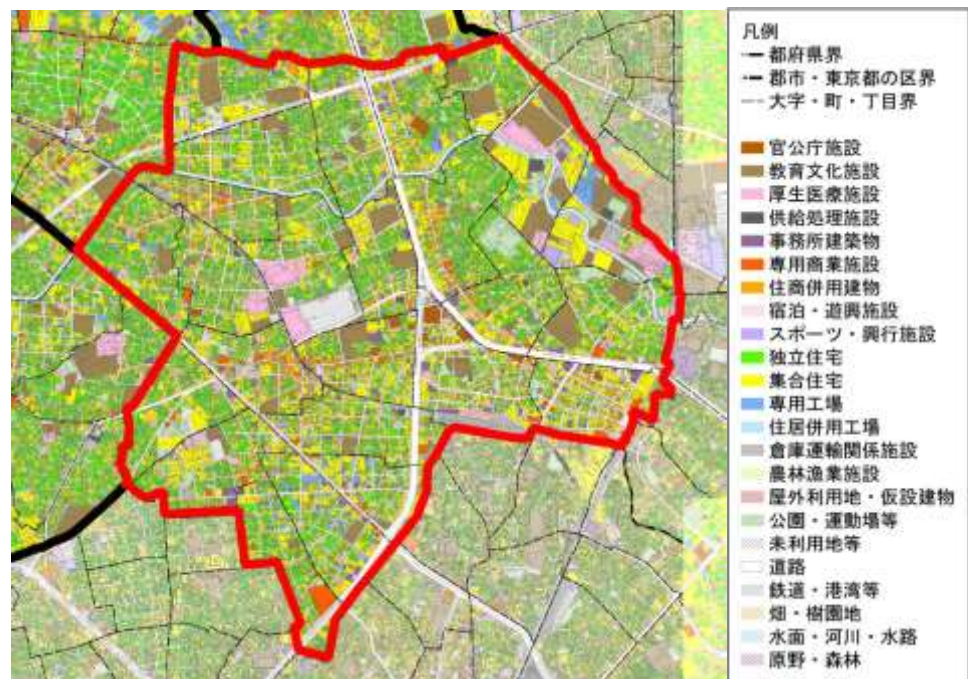 凡例
都府県界
郡市・東京都の区界
大字・町・丁目界
官公庁施設
教育文化施設
厚生医療施設
供給処理施設
事務所建築物
専用商業施設
住商併用建物
宿泊・遊興施設
スポーツ・興行施設
独立住宅
集合住宅
専用工場
住居併用工場
倉庫運輸関係施設
農林漁業施設
屋外利用地・仮設建物
公園・運動場等
未利用地等
道路
鉄道・港湾等
畑・樹園地
水面・河川・水路
原野・森林